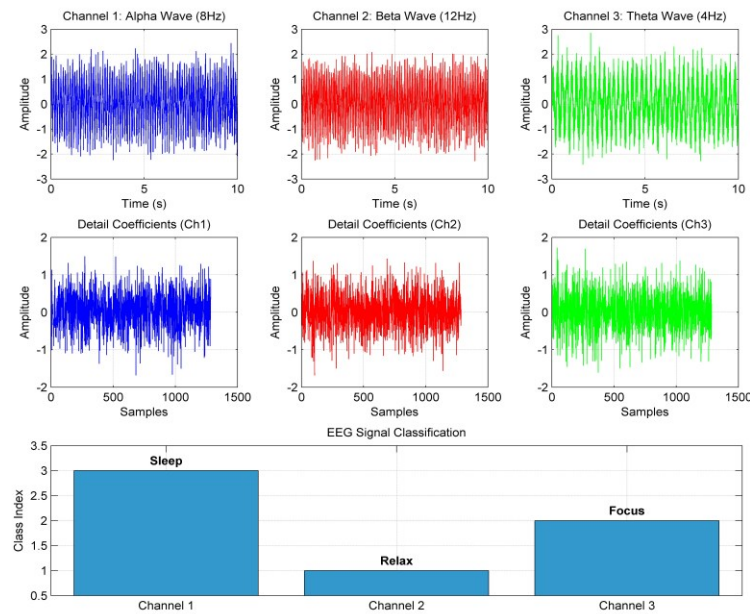 Channel 1: Alpha Wave (8Hz)
Channel 2: Beta Wave (12Hz)
Channel 3: Theta Wave (4Hz)
3
2
1
0
-1
-2
-3
Amplitude
0
5
10
Time (s)
3
2
1
0
-1
-2
-3
Amplitude
0
5
10
Time (s)
3
2
1
0
-1
-2
-3
Amplitude
0
5
10
Time (s)
Detail Coefficients (Ch1)
Detail Coefficients (Ch2)
Detail Coefficients (Ch3)
2
1
0
-1
-2
Amplitude
0
500
1000
1500
Samples
2
1
0
-1
-2
Amplitude
0
500
1000
1500
Samples
2
1
0
-1
-2
Amplitude
0
500
1000
1500
Samples
EEG Signal Classification
3.5
3
2.5
2
1.5
1
0.5
Class Index
Sleep
Relax
Focus
Channel 1
Channel 2
Channel 3